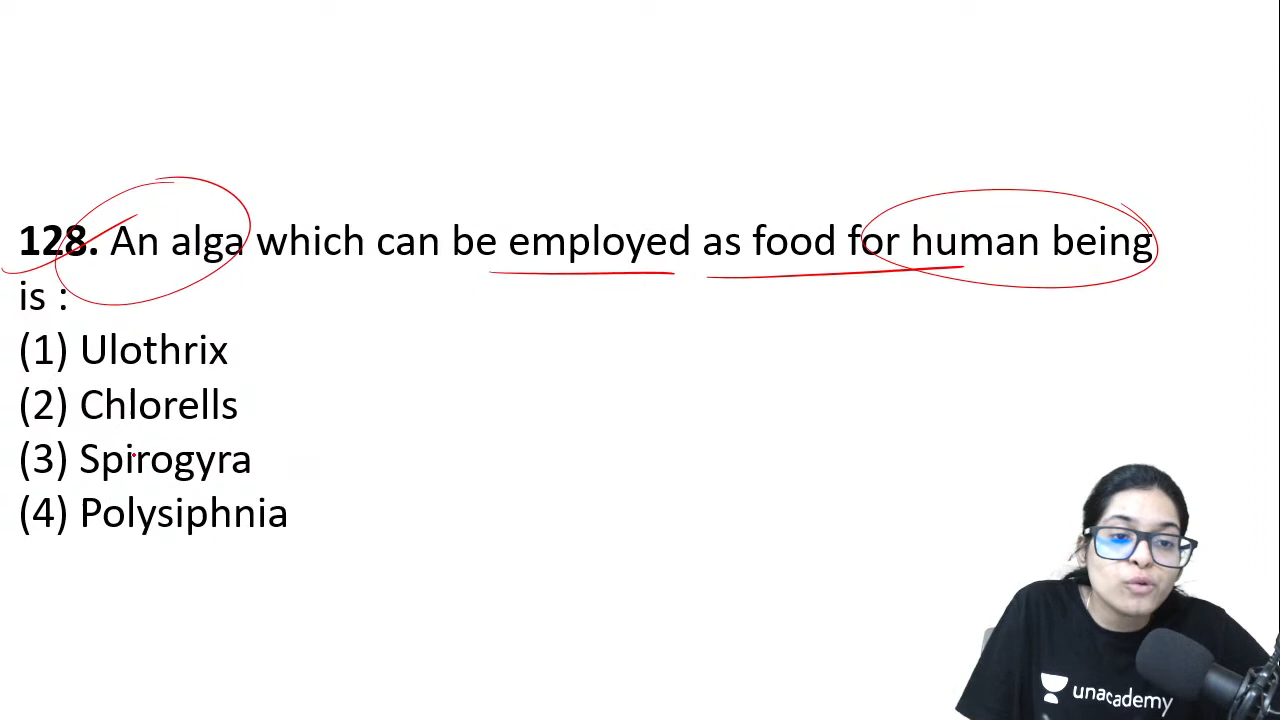 128. An alga which can be employed as food for human being
is :
(1) Ulothrix
(2) Chlorells
(3) Spirogyra
(4) Polysiphnia
unacademy